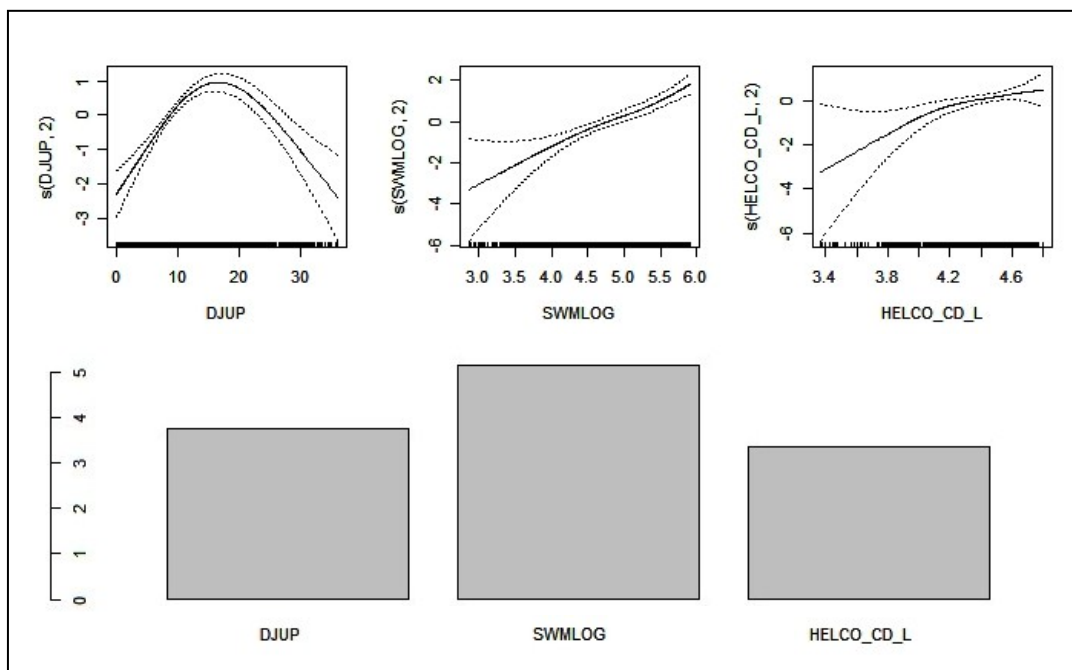 s(DJUP, 2)
1
0
-1
-2
-3
0 10 20 30
DJUP
s(SWMLOG, 2)
2
0
-2
-4
-6
3.0 3.5 4.0 4.5 5.0 5.5 6.0
SWMLOG
s(HELCO_CD_L, 2)
0
-2
-4
-6
3.4 3.8 4.2 4.6
HELCO_CD_L
5
4
3
2
1
0
DJUP SWMLOG HELCO_CD_L